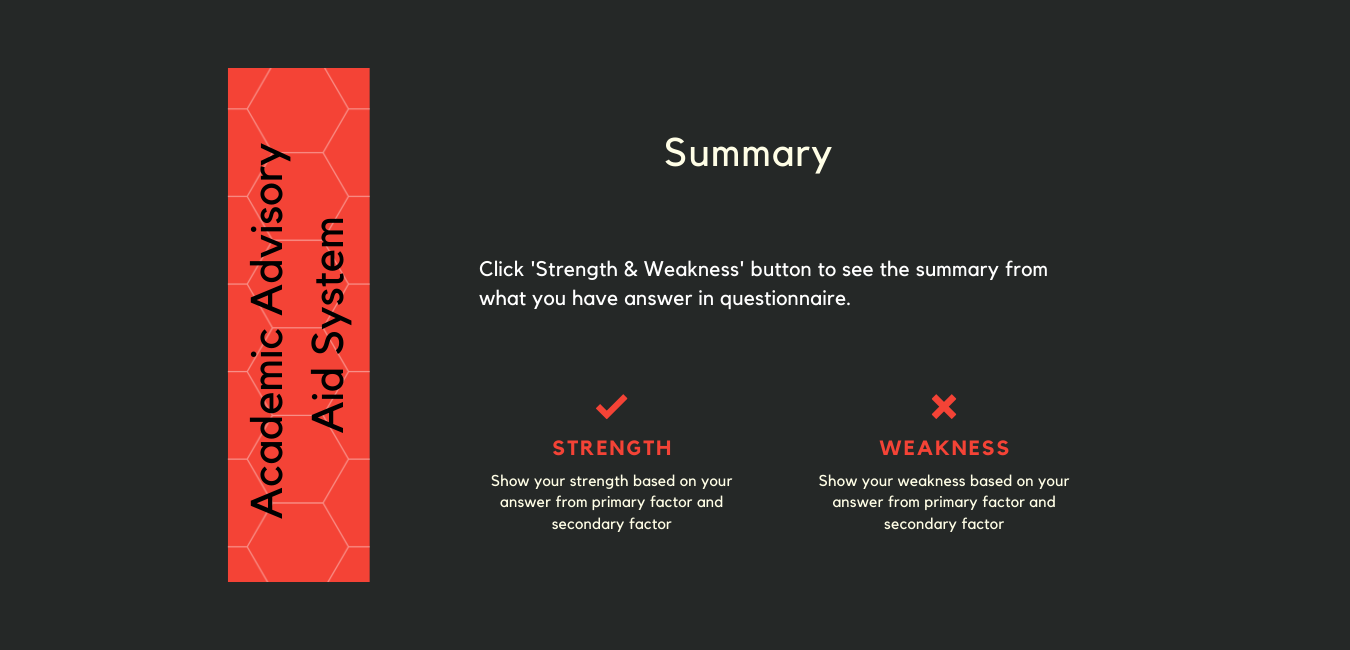 Academic Advisory
Aid System
Summary
Click 'Strength & Weakness' button to see the summary from
what you have answer in questionnaire.
STRENGTH
Show your strength based on your
answer from primary factor and
secondary factor
WEAKNESS
Show your weakness based on your
answer from primary factor and
secondary factor